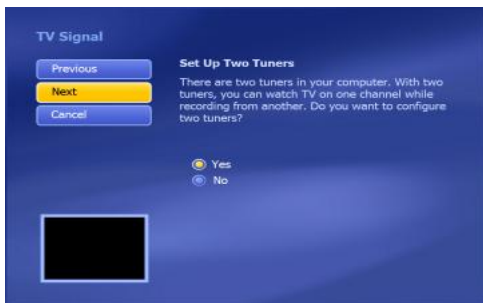 TV Signal
Previous
Next
Cancel
Set Up Two Tuners
There are two tuners in your computer. With two
tuners, you can watch TV on one channel while
recording from another. Do you want to configure
two tuners?
Yes
No